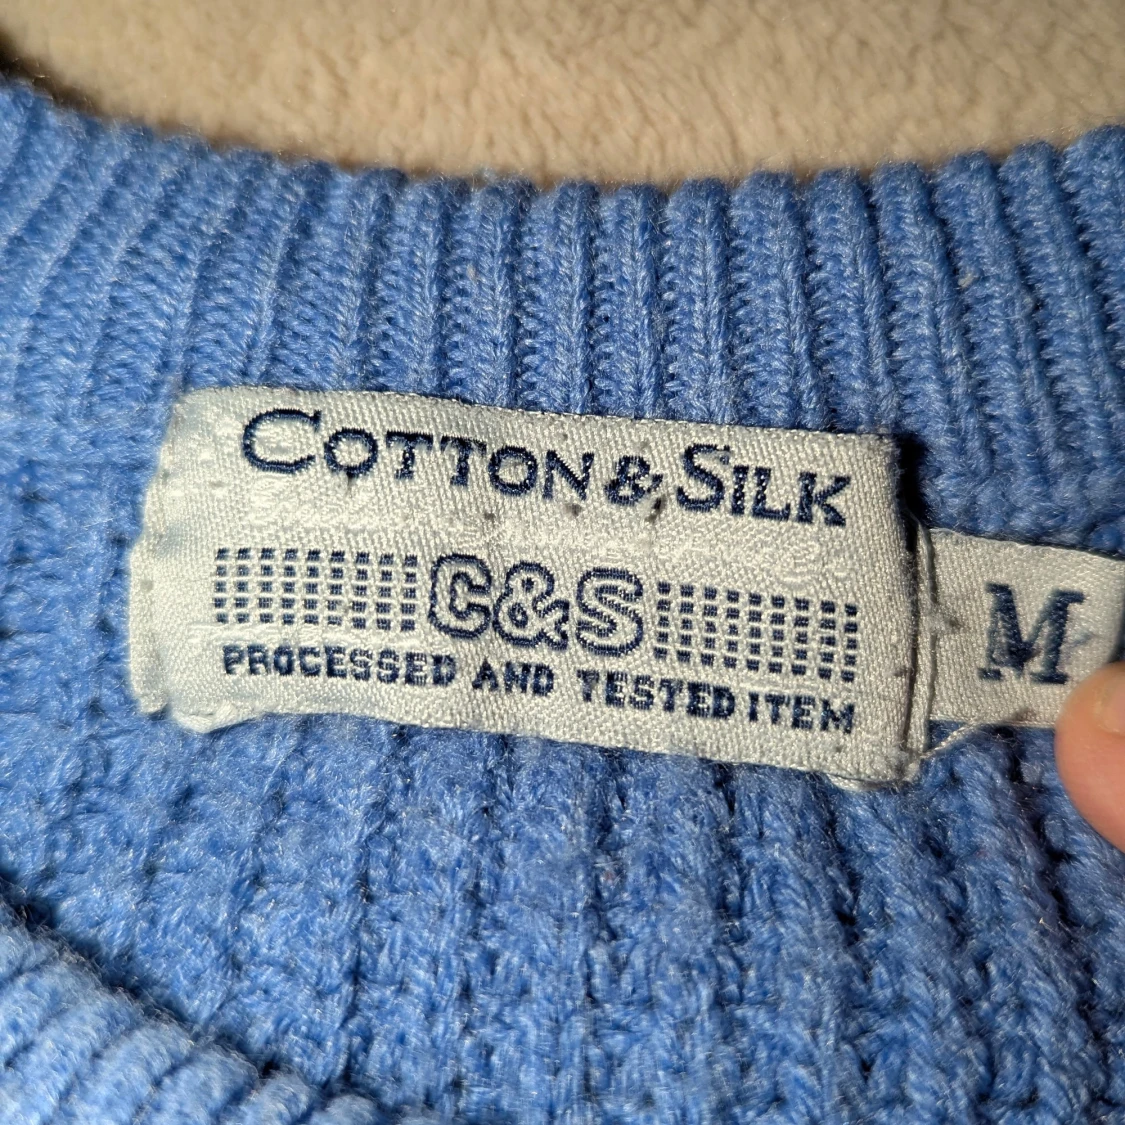 COTTON & SILK
C&S
PROCESSED AND TESTED ITEM
M